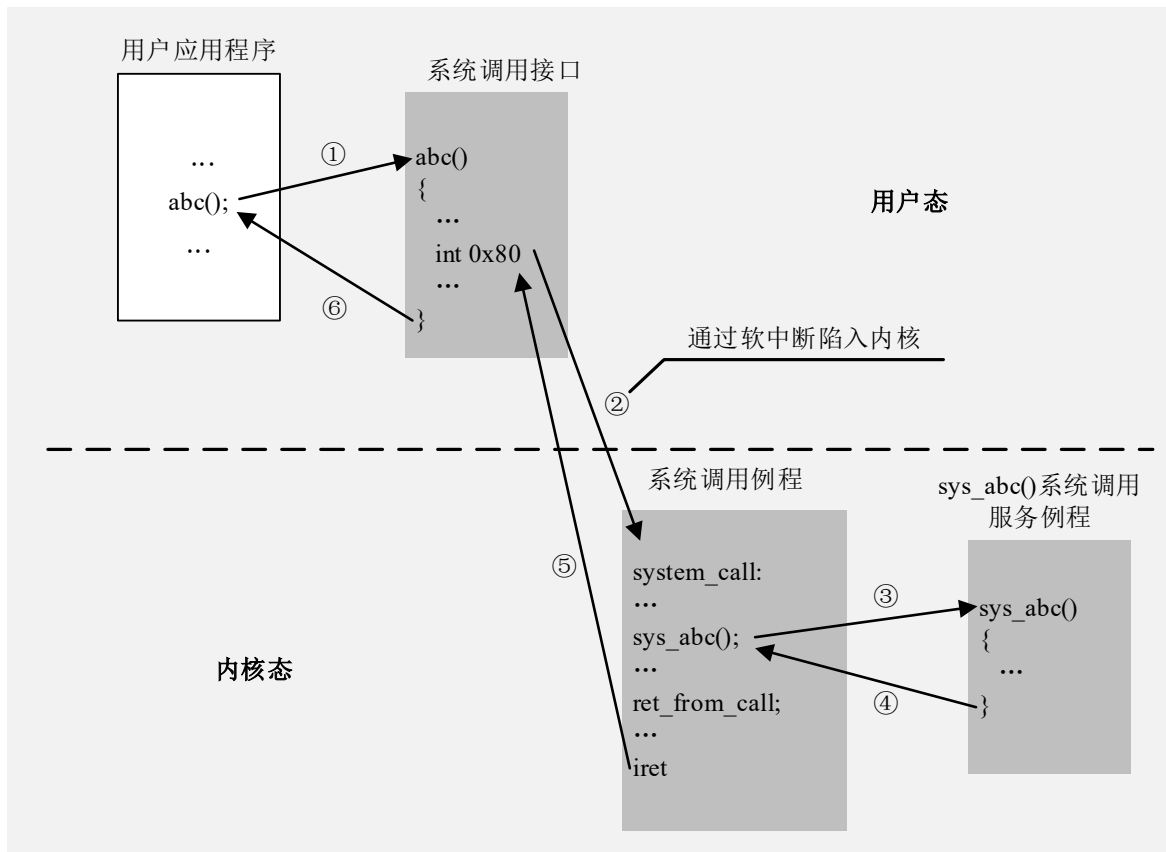 用户应用程序
…
abc();
…
①
⑥
系统调用接口
abc()
{
…
int 0x80
…
}
用户态
通过软中断陷入内核
②
系统调用例程
system_call:
…
sys_abc();
…
ret_from_call;
…
iret
⑤
③
④
sys_abc()系统调用
服务例程
sys_abc()
{
…
}
内核态